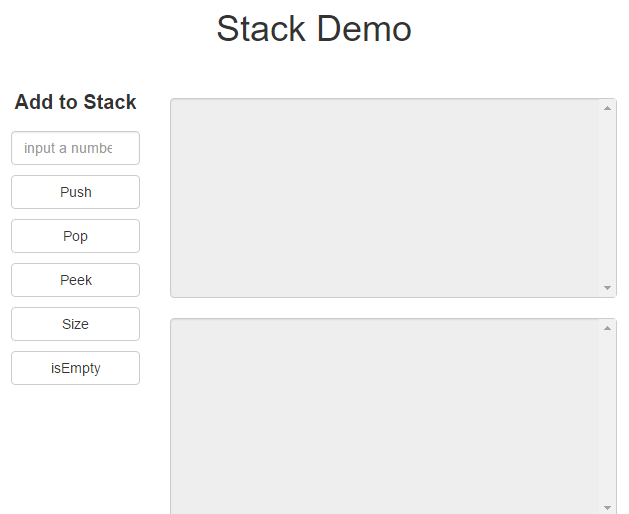 Stack Demo
Add to Stack
input a numbe
Push
Pop
Peek
Size
isEmpty